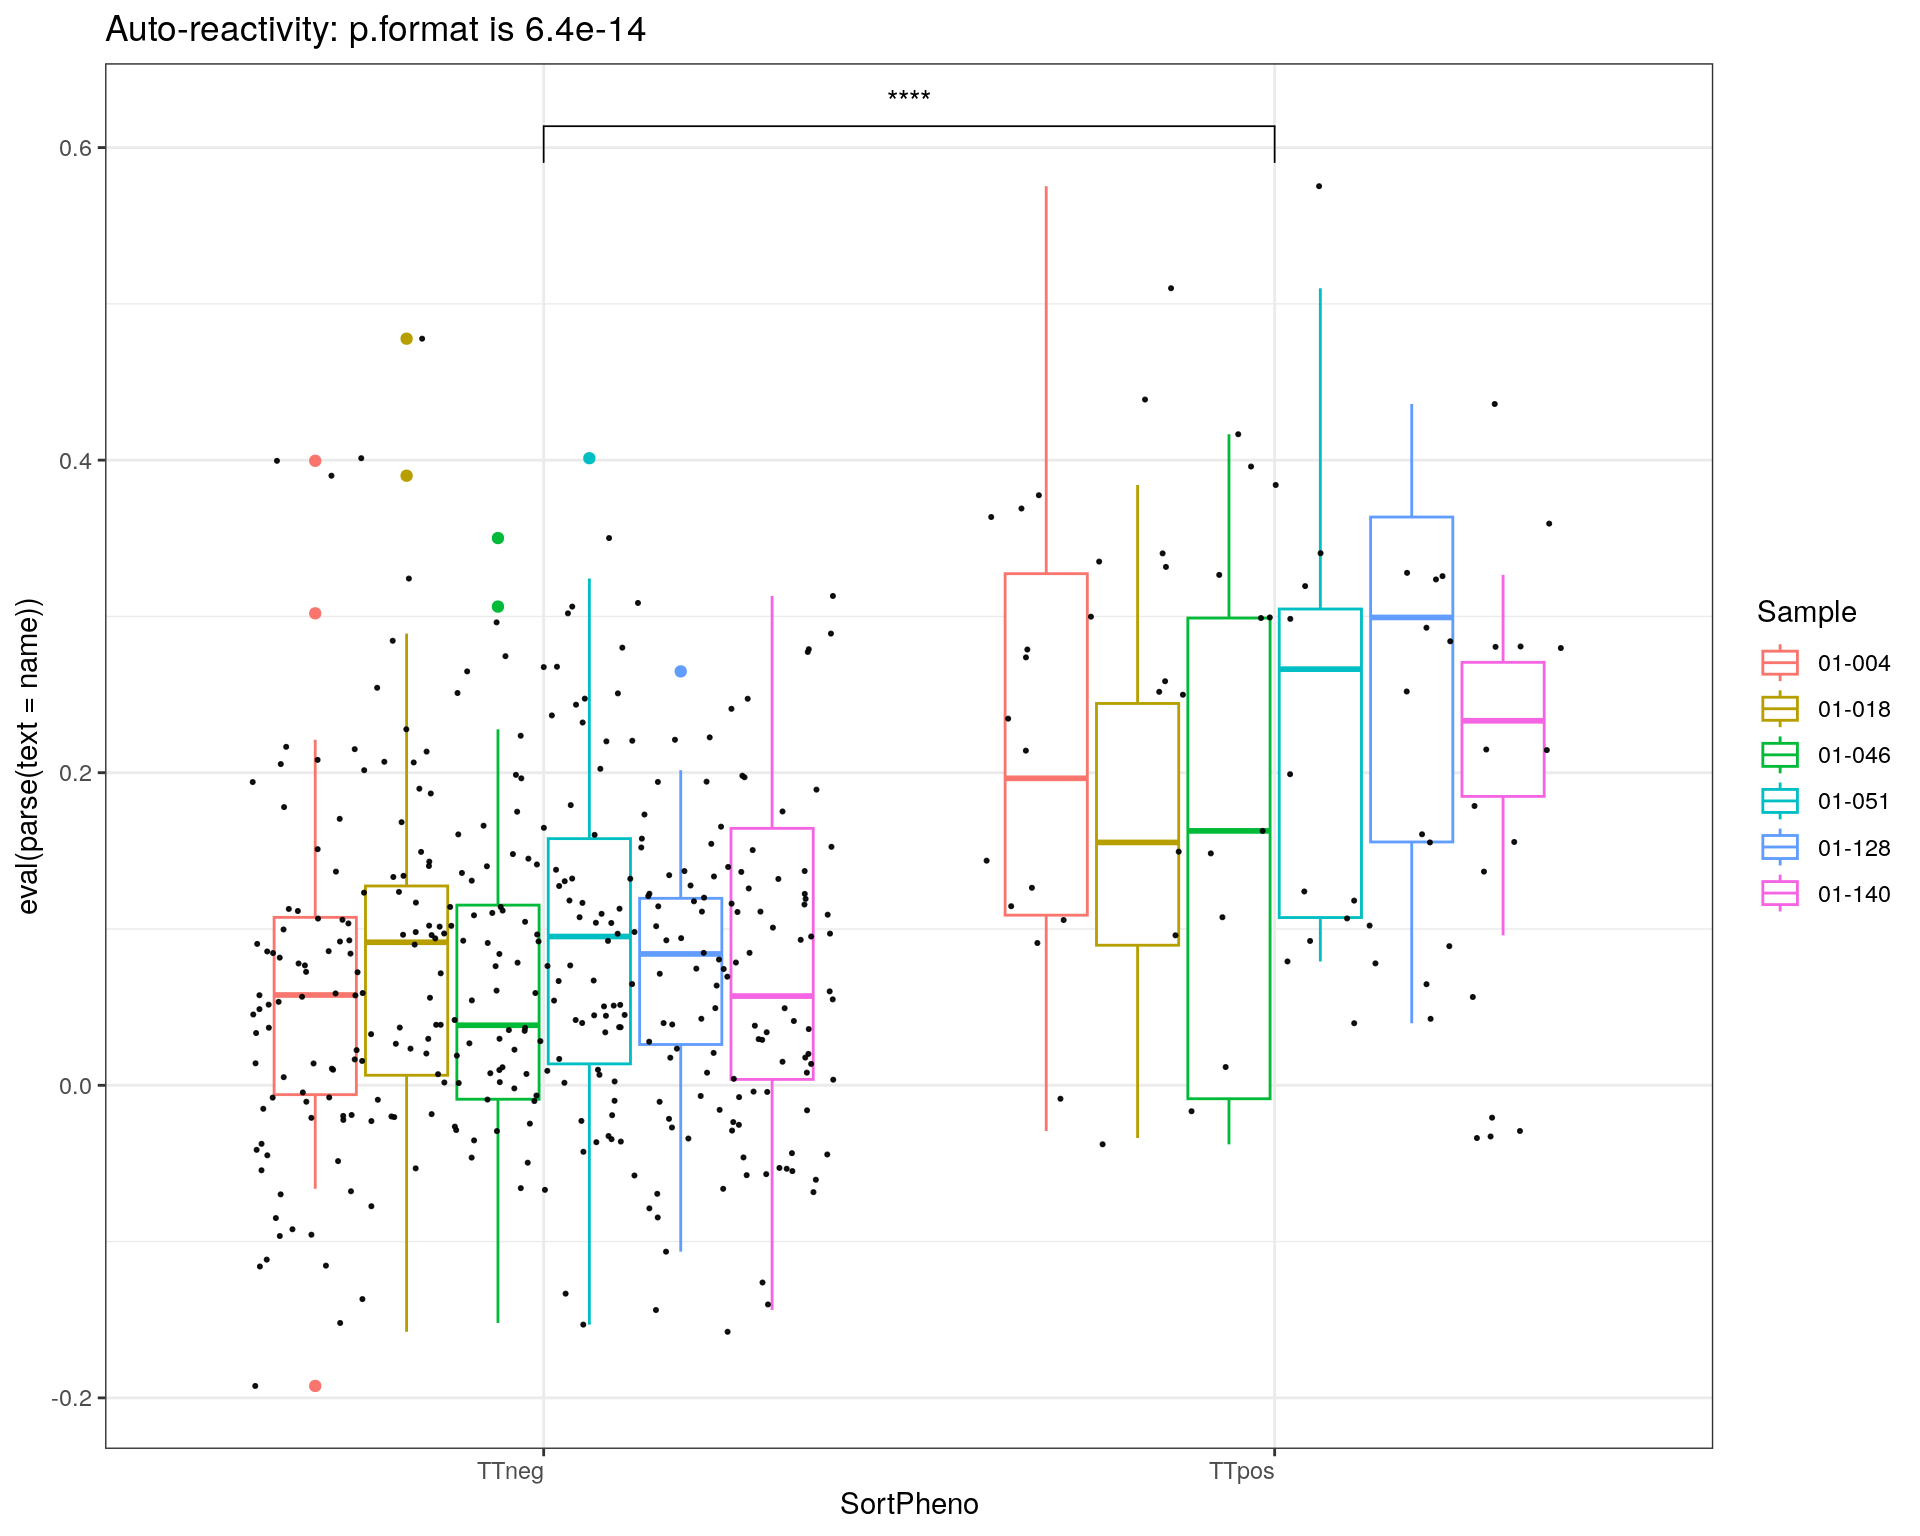 Auto-reactivity: p.format is 6.4e-14
****
0.6
0.4
0.2
0.0
-0.2
eval(parse(text = name))
TTneg
TTpos
SortPheno
Sample
01-004
01-018
01-046
01-051
01-128
01-140